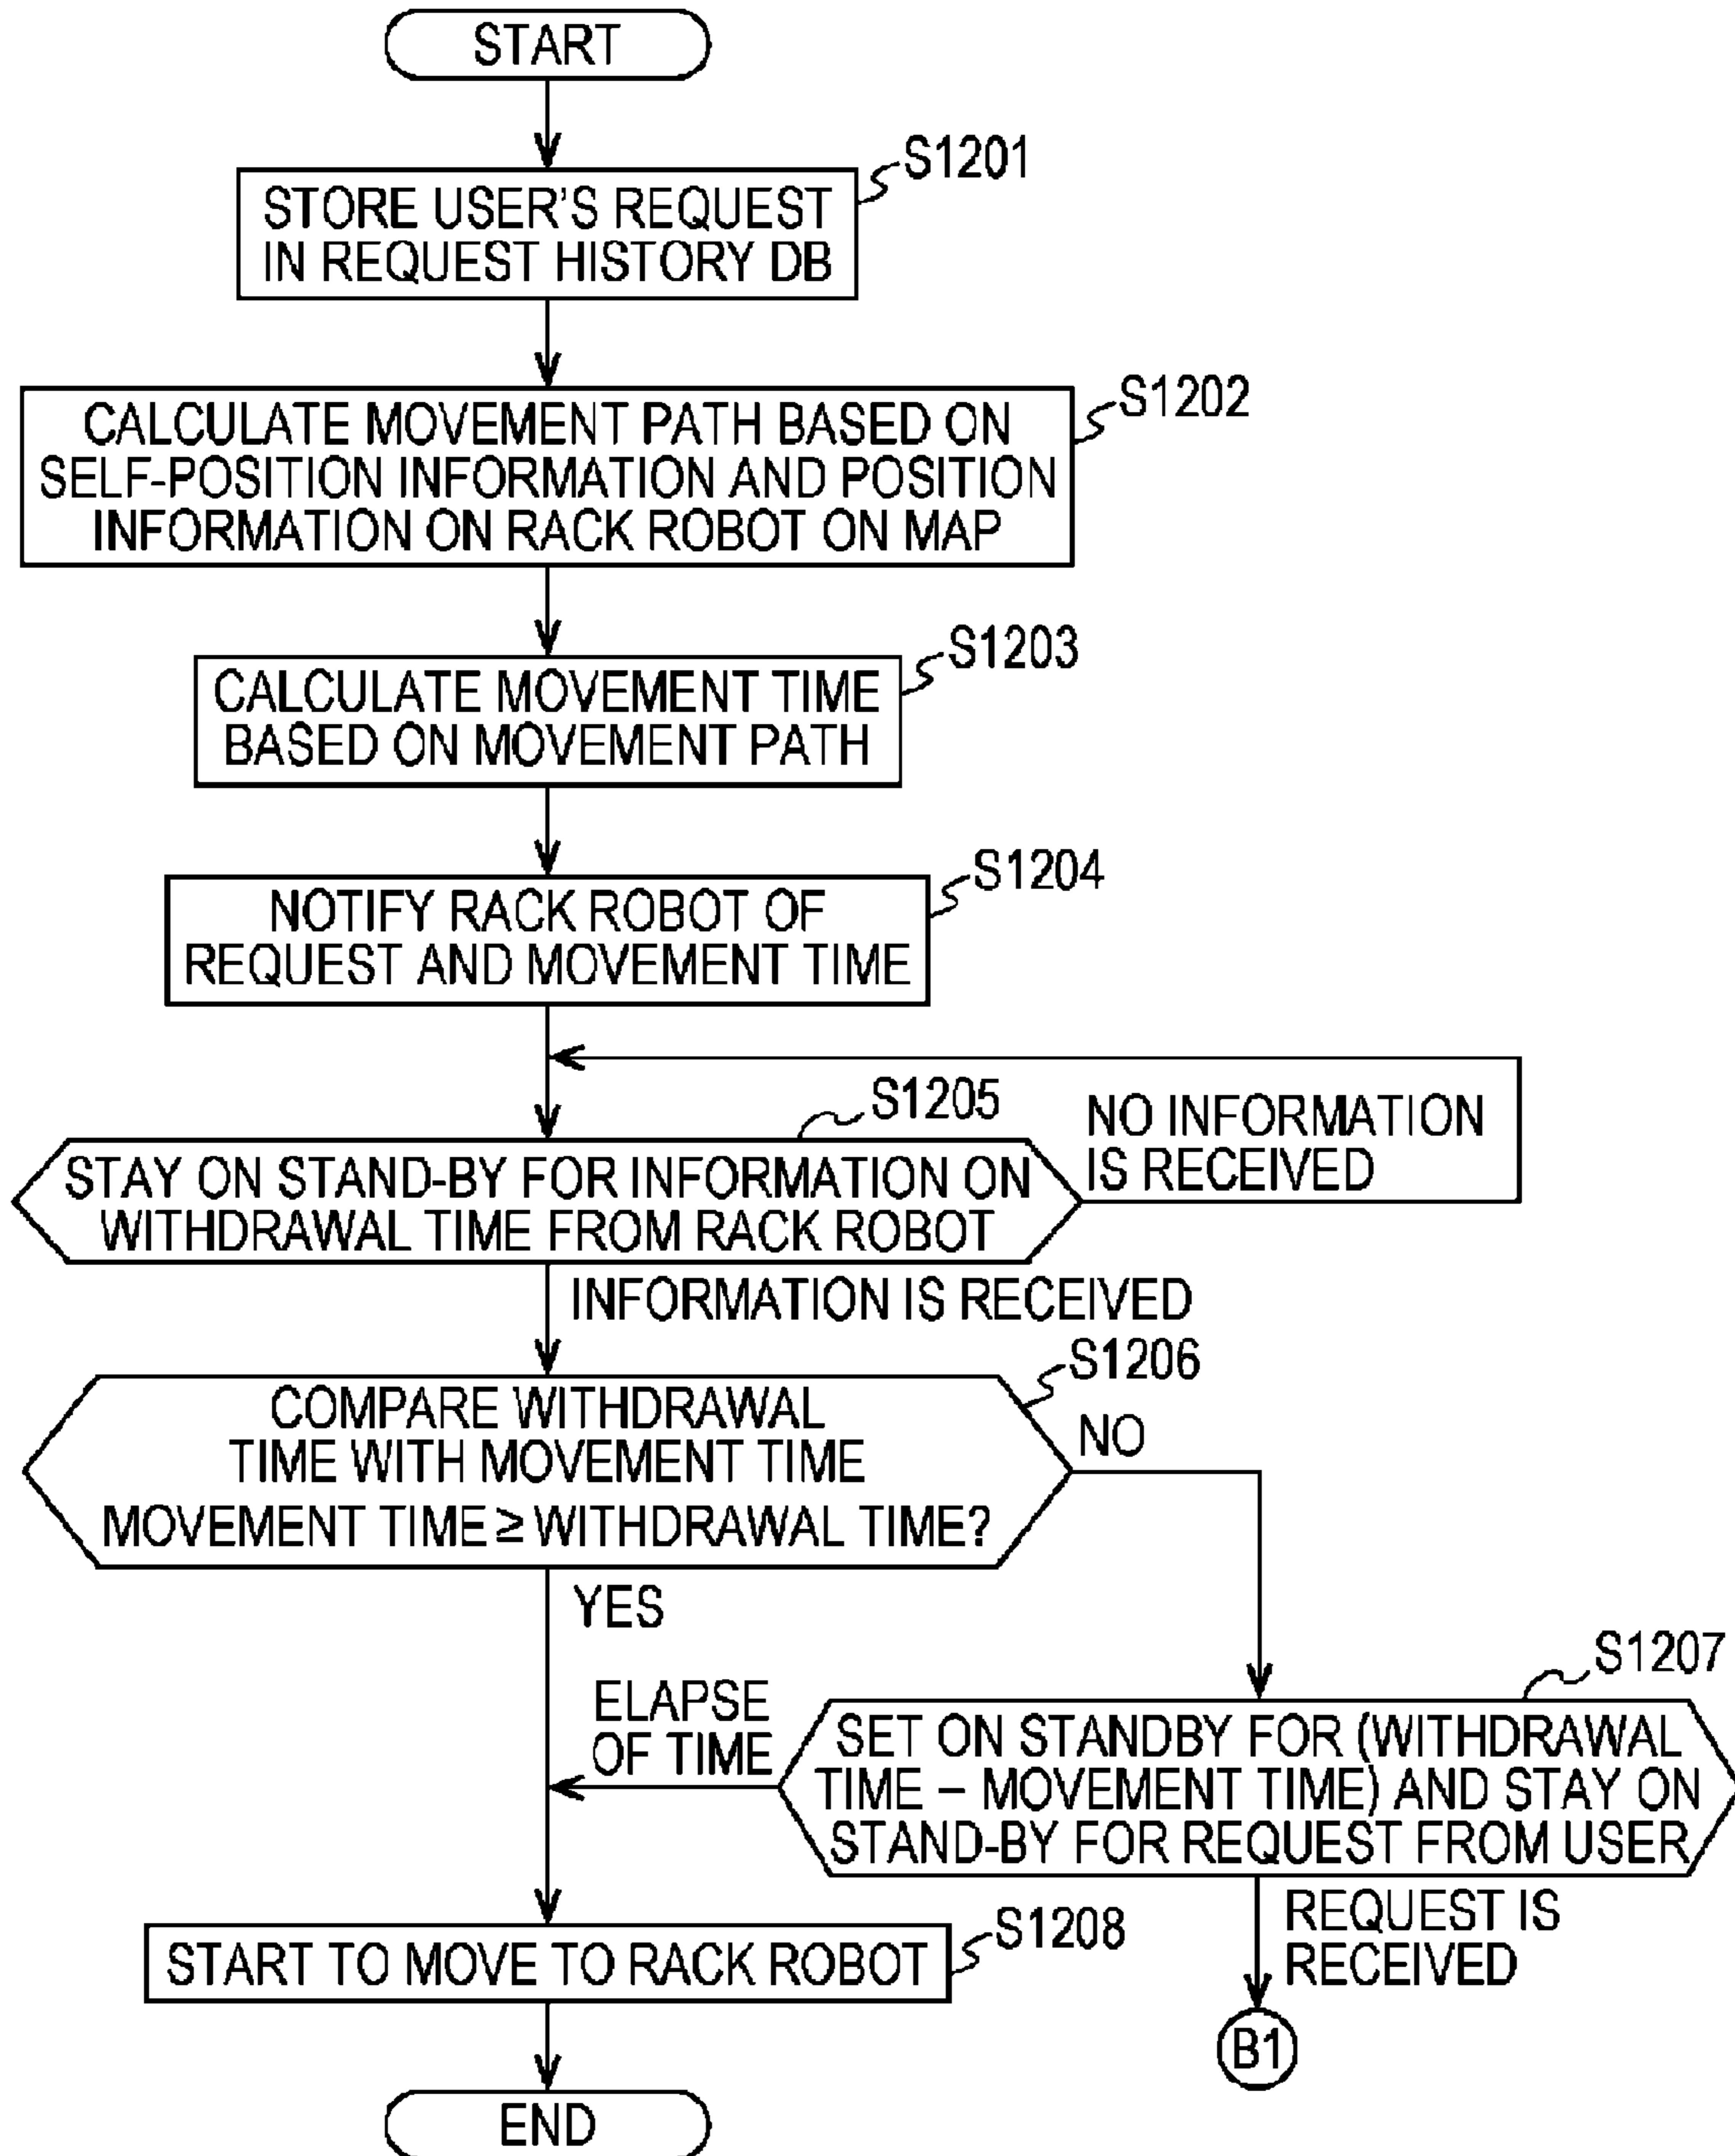 START
S1201
STORE USER'S REQUEST
IN REQUEST HISTORY DB
S1202
CALCULATE MOVEMENT PATH BASED ON
SELF-POSITION INFORMATION AND POSITION
INFORMATION ON RACK ROBOT ON MAP
S1203
CALCULATE MOVEMENT TIME
BASED ON MOVEMENT PATH
S1204
NOTIFY RACK ROBOT OF
REQUEST AND MOVEMENT TIME
S1205
NO INFORMATION
IS RECEIVED
STAY ON STAND-BY FOR INFORMATION ON
WITHDRAWAL TIME FROM RACK ROBOT
INFORMATION IS RECEIVED
S1206
COMPARE WITHDRAWAL
TIME WITH MOVEMENT TIME
MOVEMENT TIME ≥ WITHDRAWAL TIME?
NO
YES
S1207
ELAPSE
OF TIME
SET ON STANDBY FOR (WITHDRAWAL
TIME – MOVEMENT TIME) AND STAY ON
STAND-BY FOR REQUEST FROM USER
REQUEST IS
RECEIVED
S1208
START TO MOVE TO RACK ROBOT
B1
END